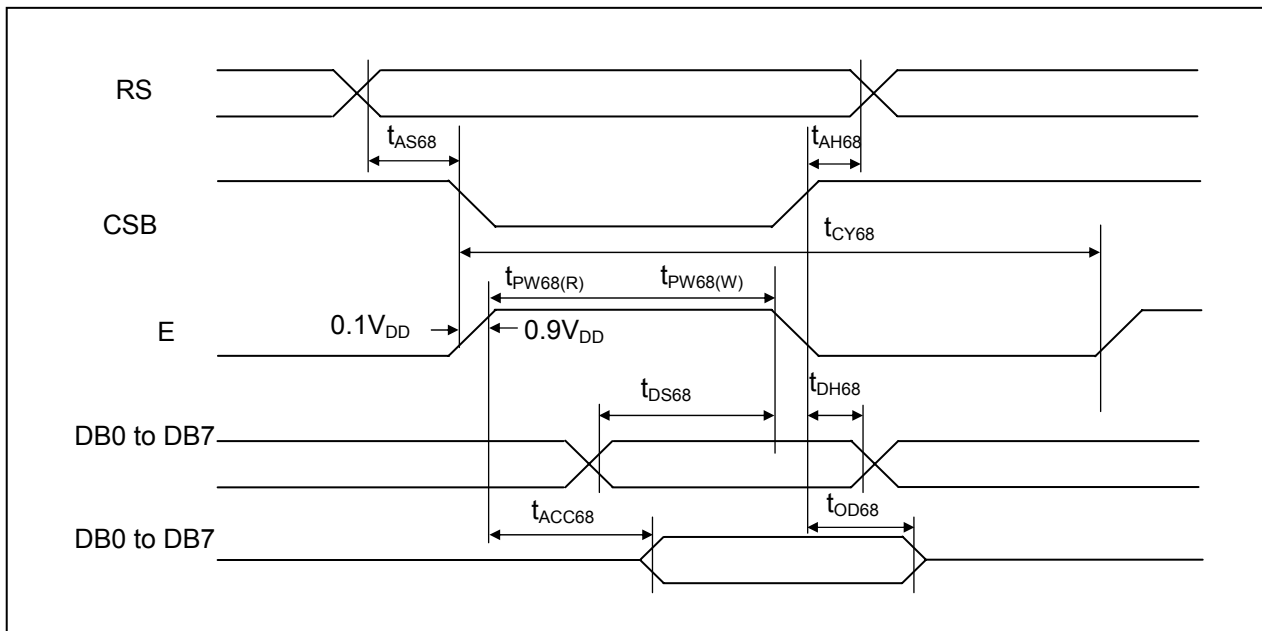 RS
tAS68
tAH68
CSB
tCY68
tPW68(R) tPW68(W)
E
0.1VDD
0.9VDD
tDS68
tDH68
DB0 to DB7
tACC68
tOD68
DB0 to DB7